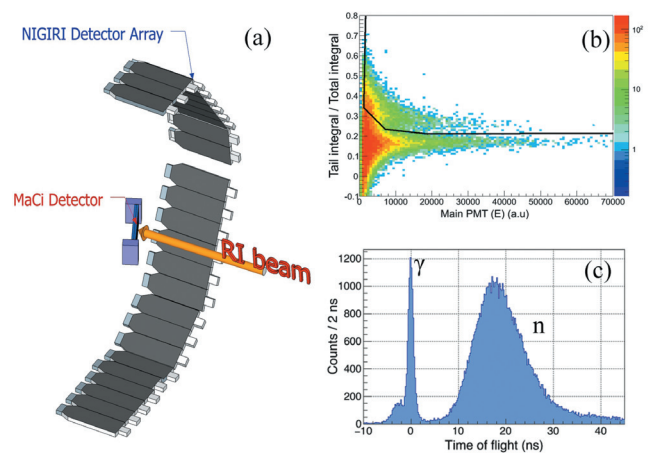 NIGIRI Detector Array
(a)
MaCi Detector
RI beam
(b)
Tail integral / Total integral
0.8
0.7
0.6
0.5
0.4
0.3
0.2
0.1
0
-0.1
0 10000 20000 30000 40000 50000 60000 70000
Main PMT (E) (a.u)
10²
10
1
(c)
γ
n
Counts / 2 ns
1200
1000
800
600
400
200
0
-10 0 10 20 30 40
Time of flight (ns)